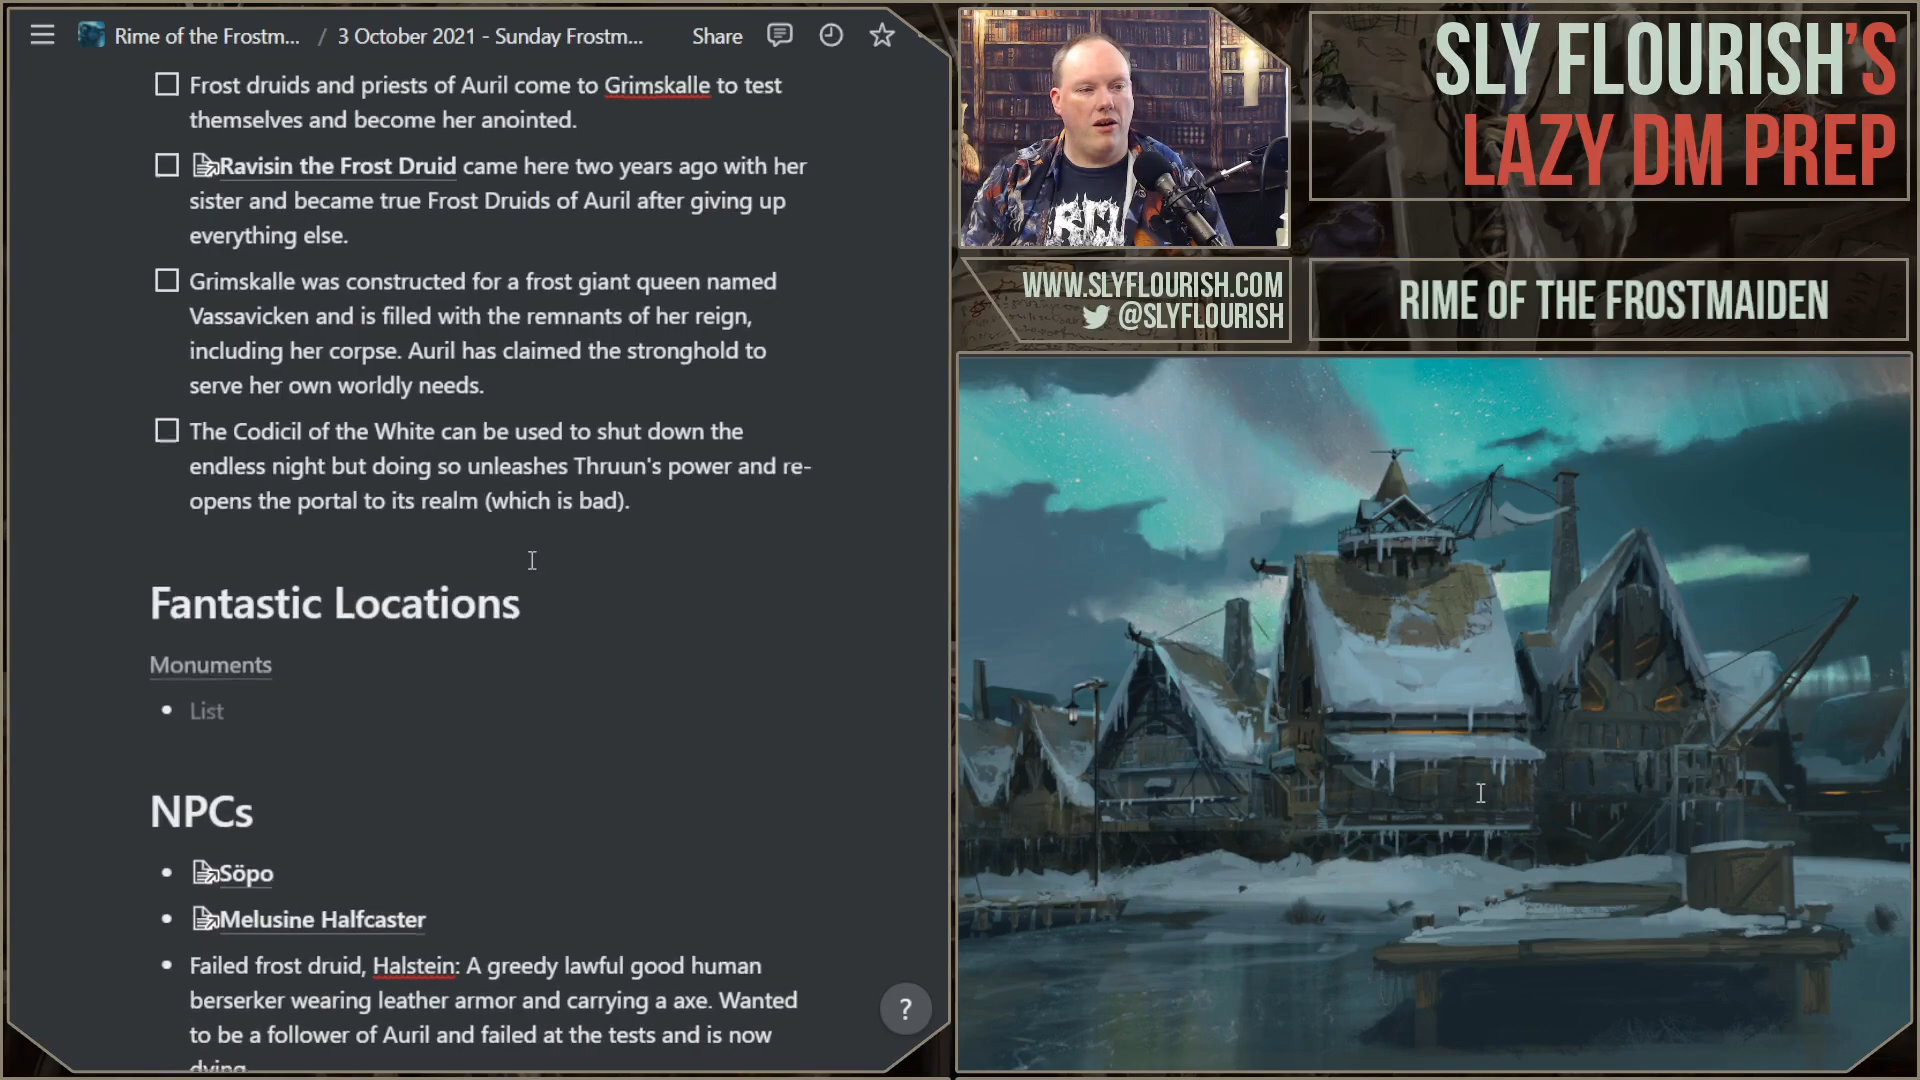 Rime of the Frostm... / 3 October 2021 - Sunday Frostm... Share
Frost druids and priests of Auril come to Grimskalle to test
themselves and become her anointed.
Ravisin the Frost Druid came here two years ago with her
sister and became true Frost Druids of Auril after giving up
everything else.
Grimskalle was constructed for a frost giant queen named
Vassavicken and is filled with the remnants of her reign,
including her corpse. Auril has claimed the stronghold to
serve her own worldly needs.
The Codicil of the White can be used to shut down the
endless night but doing so unleashes Thruun's power and re-
opens the portal to its realm (which is bad).
Fantastic Locations
Monuments
List
NPCs
Söpo
Melusine Halfcaster
Failed frost druid, Halstein: A greedy lawful good human
berserker wearing leather armor and carrying a axe. Wanted
to be a follower of Auril and failed at the tests and is now
dying
?
WWW.SLYFLOURISH.COM
@SLYFLOURISH
SLY FLOURISH'S
LAZY DM PREP
RIME OF THE FROSTMAIDEN